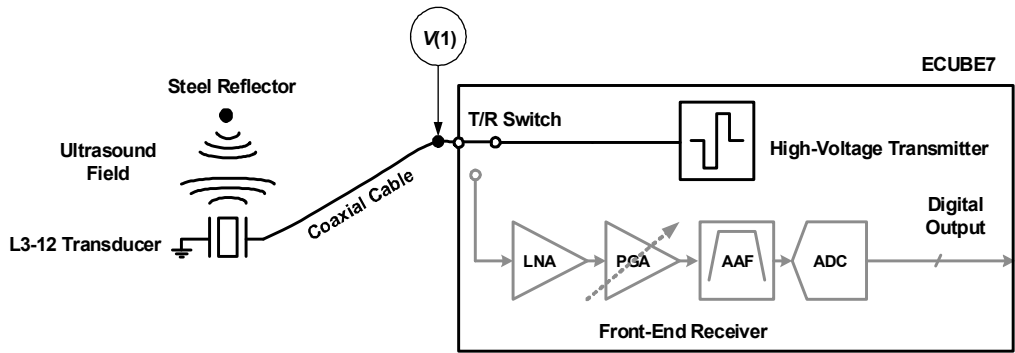 V(1)
ECUBE7
Steel Reflector
T/R Switch
Ultrasound
Field
High-Voltage Transmitter
Coaxial Cable
L3-12 Transducer
Digital
Output
LNA
PGA
AAF
ADC
Front-End Receiver